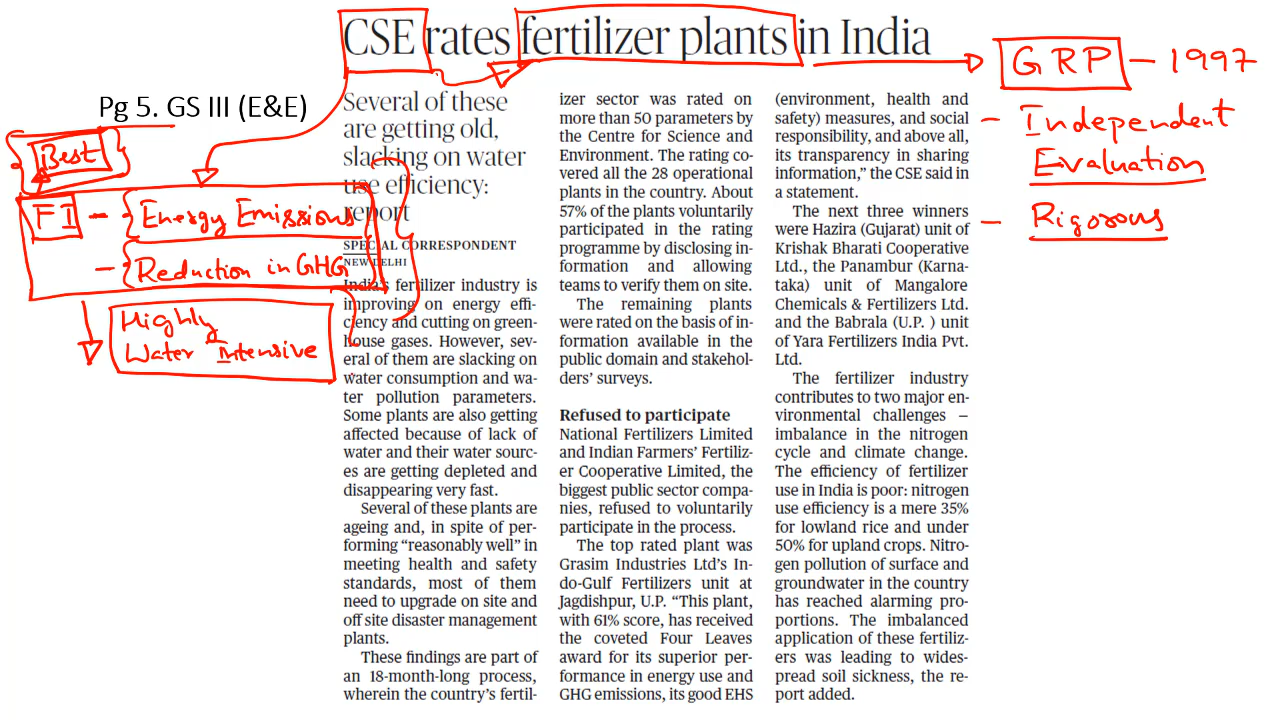 CSE rates fertilizer plants in India
GRP - 1997
- Independent
Evaluation
- Rigorous
Pg 5. GS III (E&E)
Best
FI - Energy Emissions
- Reduction in GHG
Highly
Water Intensive
Several of these
are getting old,
slacking on water
use efficiency:
report
SPECIAL CORRESPONDENT
NEW DELHI
India's fertilizer industry is
improving on energy effi-
ciency and cutting on green-
house gases. However, sev-
eral of them are slacking on
water consumption and wa-
ter pollution parameters.
Some plants are also getting
affected because of lack of
water and their water sourc-
es are getting depleted and
disappearing very fast.
Several of these plants are
ageing and, in spite of per-
forming “reasonably well” in
meeting health and safety
standards, most of them
need to upgrade on site and
off site disaster management
plants.
These findings are part of
an 18-month-long process,
wherein the country's fertil-
izer sector was rated on
more than 50 parameters by
the Centre for Science and
Environment. The rating co-
vered all the 28 operational
plants in the country. About
57% of the plants voluntarily
participated in the rating
programme by disclosing in-
formation and allowing
teams to verify them on site.
The remaining plants
were rated on the basis of in-
formation available in the
public domain and stakehol-
ders' surveys.
Refused to participate
National Fertilizers Limited
and Indian Farmers' Fertiliz-
er Cooperative Limited, the
biggest public sector compa-
nies, refused to voluntarily
participate in the process.
The top rated plant was
Grasim Industries Ltd's In-
do-Gulf Fertilizers unit at
Jagdishpur, U.P. “This plant,
with 61% score, has received
the coveted Four Leaves
award for its superior per-
formance in energy use and
GHG emissions, its good EHS
(environment, health and
safety) measures, and social
responsibility, and above all,
its transparency in sharing
information,” the CSE said in
a statement.
The next three winners
were Hazira (Gujarat) unit of
Krishak Bharati Cooperative
Ltd., the Panambur (Karna-
taka) unit of Mangalore
Chemicals & Fertilizers Ltd.
and the Babrala (U.P. ) unit
of Yara Fertilizers India Pvt.
Ltd.
The fertilizer industry
contributes to two major en-
vironmental challenges –
imbalance in the nitrogen
cycle and climate change.
The efficiency of fertilizer
use in India is poor: nitrogen
use efficiency is a mere 35%
for lowland rice and under
50% for upland crops. Nitro-
gen pollution of surface and
groundwater in the country
has reached alarming pro-
portions. The imbalanced
application of these fertiliz-
ers was leading to wides-
pread soil sickness, the re-
port added.